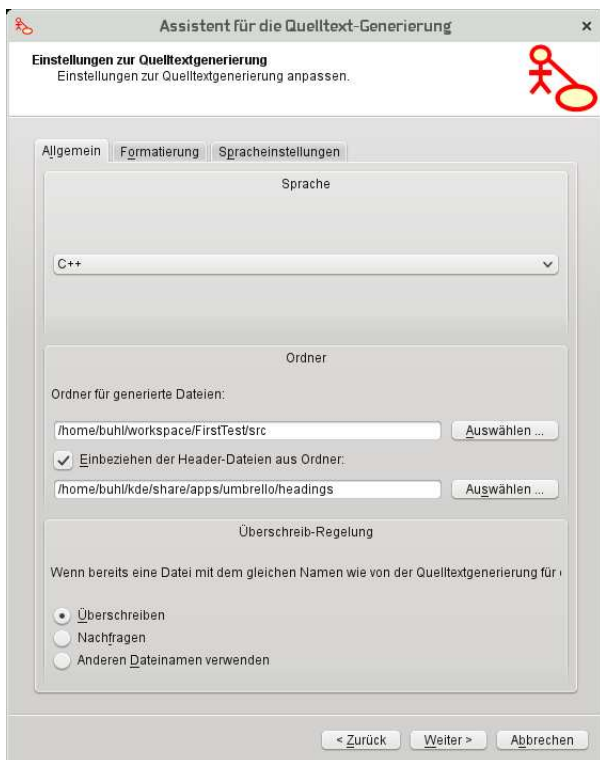 Assistent für die Quelltext-Generierung
Einstellungen zur Quelltextgenerierung
Einstellungen zur Quelltextgenerierung anpassen.
Allgemein Formatierung Spracheinstellungen
Sprache
C++
Ordner
Ordner für generierte Dateien:
/home/buhl/workspace/FirstTest/src Auswählen ...
Einbeziehen der Header-Dateien aus Ordner:
/home/buhl/kde/share/apps/umbrello/headings Auswählen ...
Überschreib-Regelung
Wenn bereits eine Datei mit dem gleichen Namen wie von der Quelltextgenerierung für
Überschreiben
Nachfragen
Anderen Dateinamen verwenden
< Zurück Weiter > Abbrechen